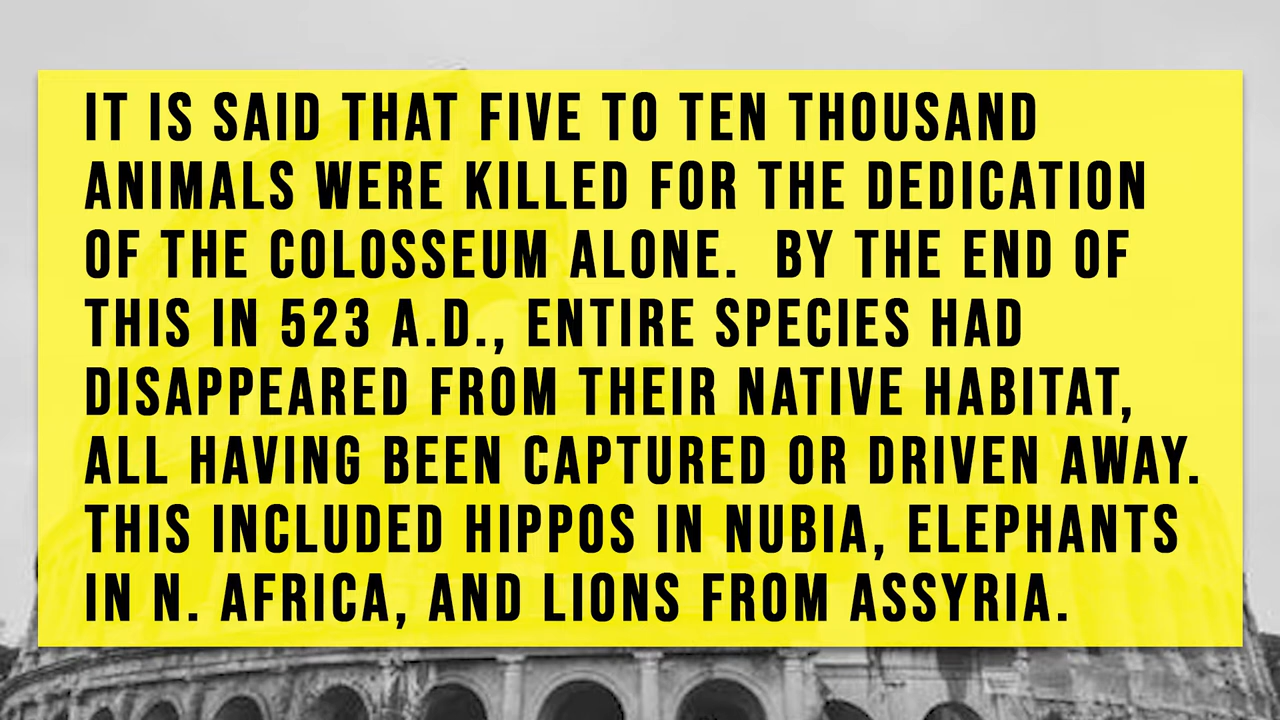 IT IS SAID THAT FIVE TO TEN THOUSAND
ANIMALS WERE KILLED FOR THE DEDICATION
OF THE COLOSSEUM ALONE.  BY THE END OF
THIS IN 523 A.D., ENTIRE SPECIES HAD
DISAPPEARED FROM THEIR NATIVE HABITAT,
ALL HAVING BEEN CAPTURED OR DRIVEN AWAY.
THIS INCLUDED HIPPOS IN NUBIA, ELEPHANTS
IN N. AFRICA, AND LIONS FROM ASSYRIA.